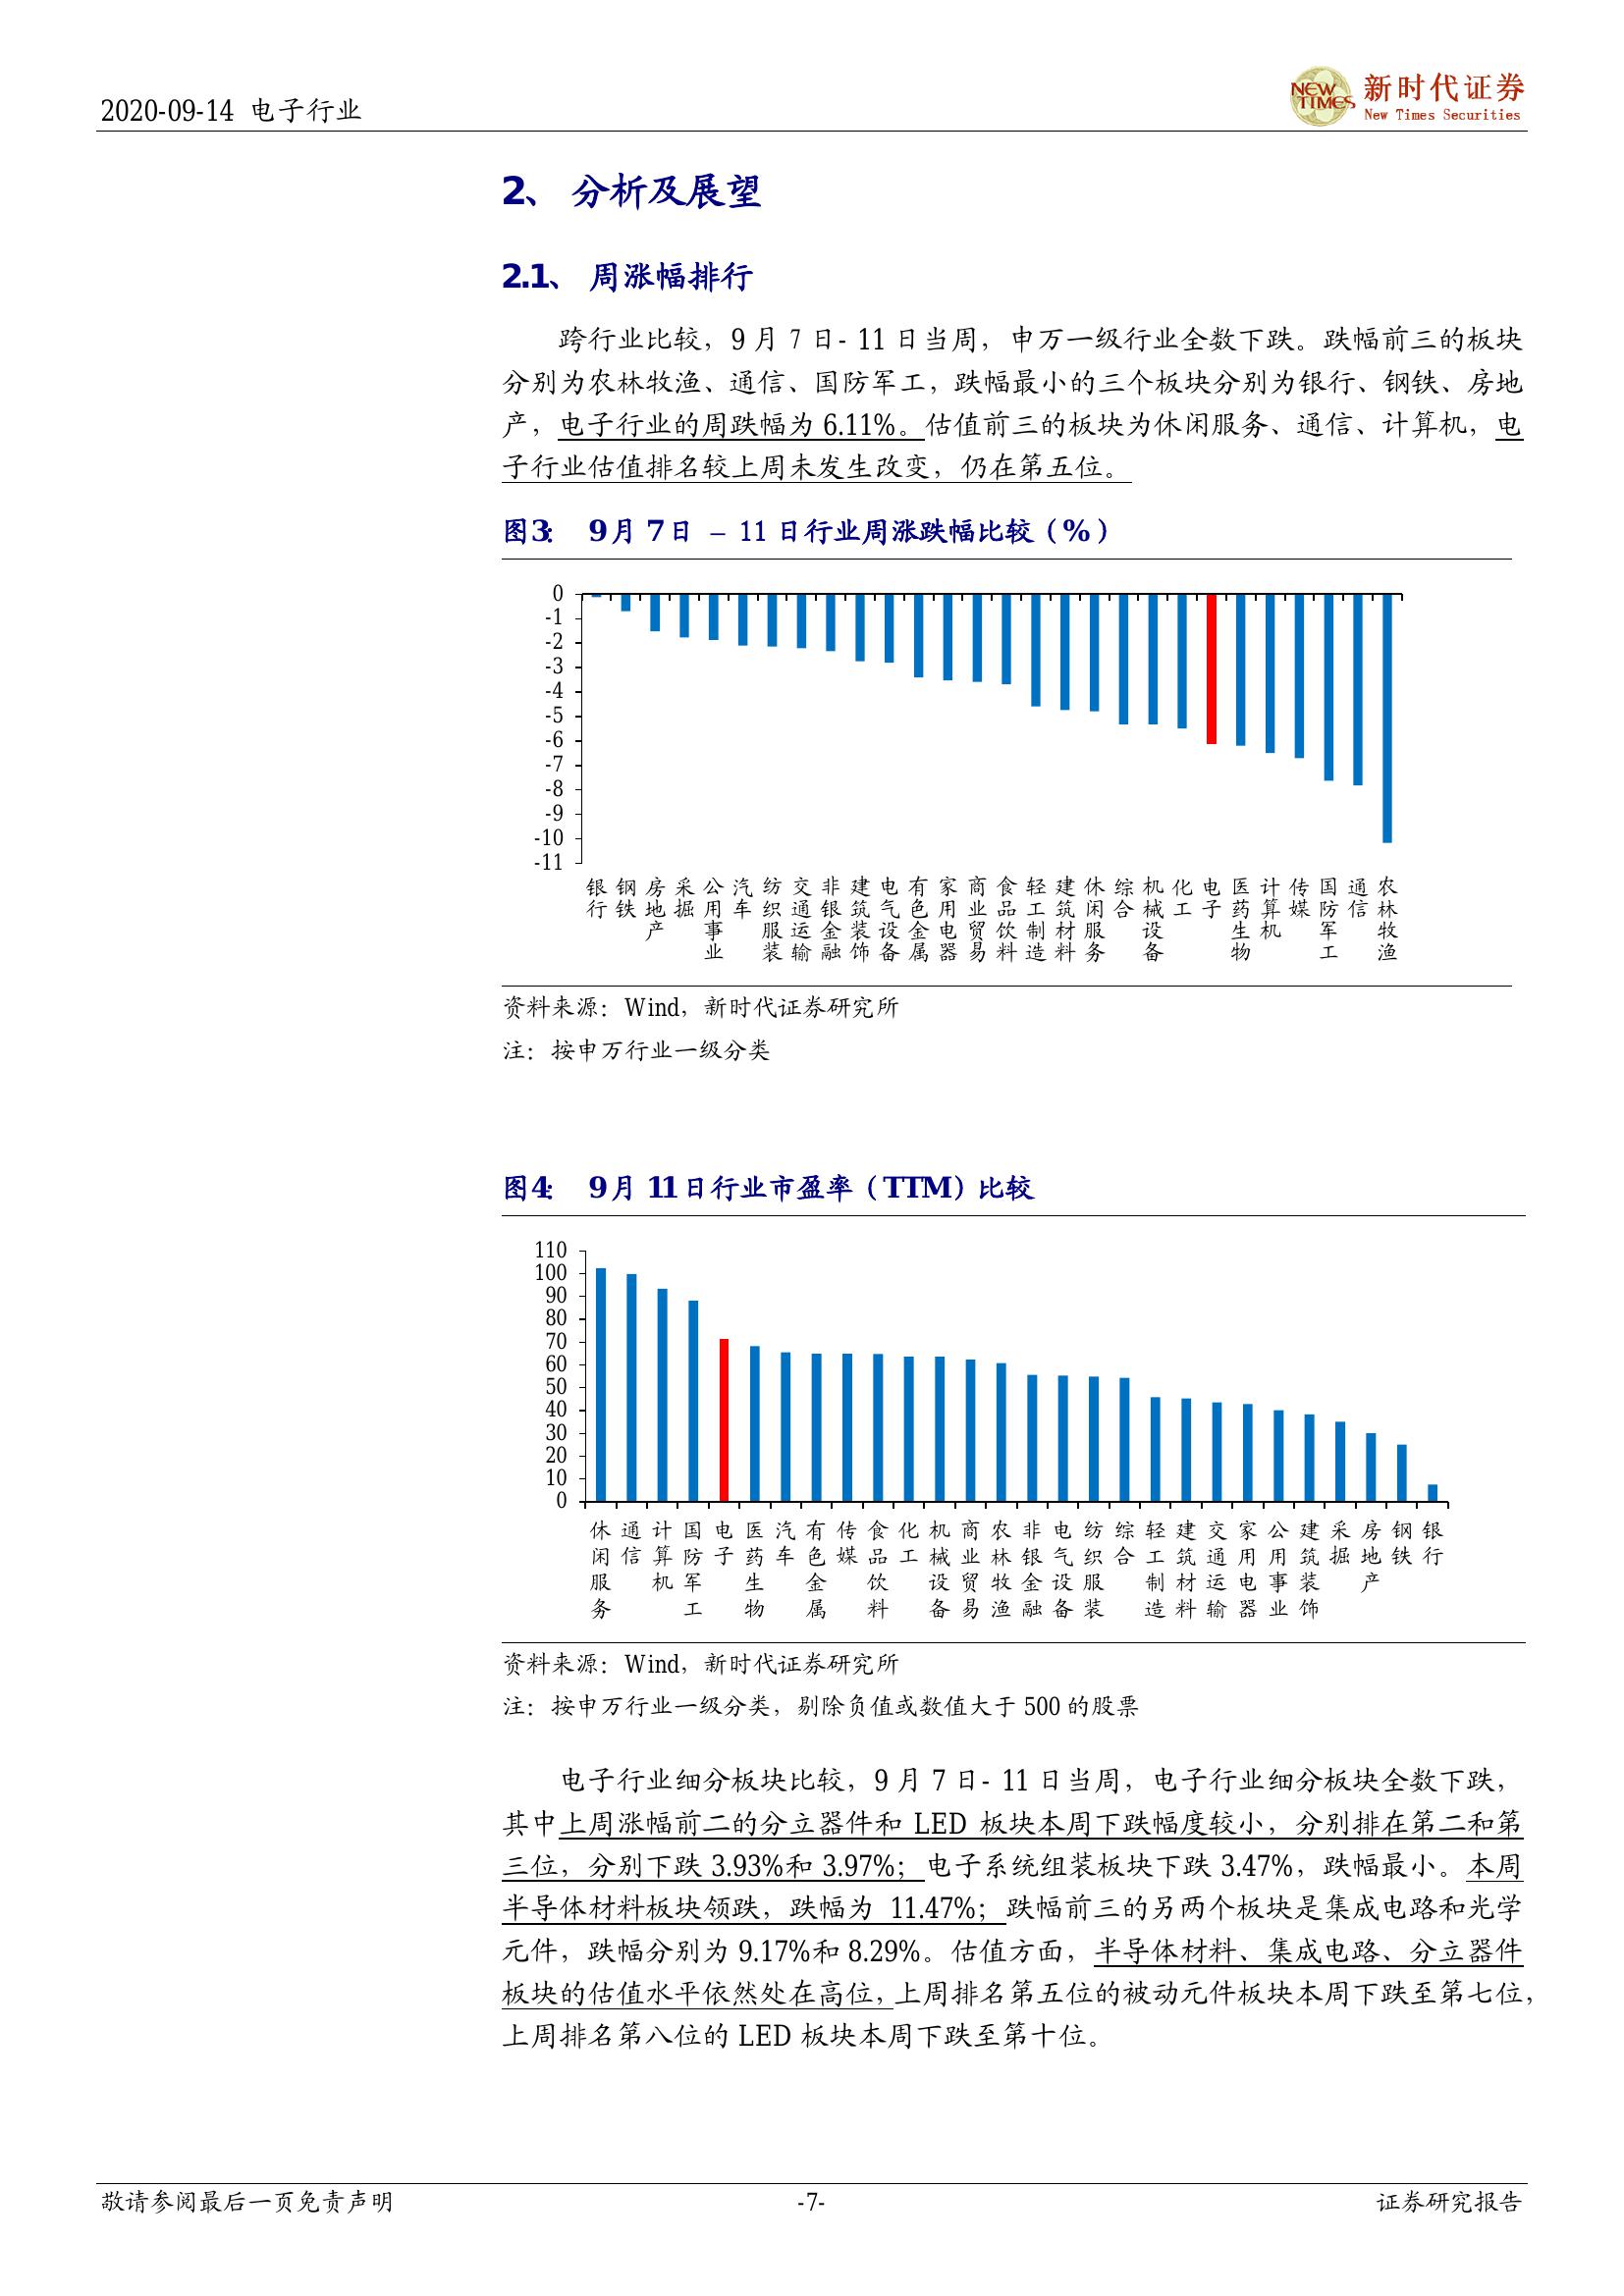 2020-09-14 电子行业
NEW TIMES
新时代证券
New Times Securities
2、 分析及展望
2.1、 周涨幅排行
跨行业比较，9 月 7 日- 11 日当周，申万一级行业全数下跌。跌幅前三的板块
分别为农林牧渔、通信、国防军工，跌幅最小的三个板块分别为银行、钢铁、房地
产，电子行业的周跌幅为 6.11%。估值前三的板块为休闲服务、通信、计算机，电
子行业估值排名较上周未发生改变，仍在第五位。
图3： 9月 7日 – 11 日行业周涨跌幅比较（%）
0
-1
-2
-3
-4
-5
-6
-7
-8
-9
-10
-11
银行 钢铁 房地产 采掘 公用事业 汽车 纺织服装 交通运输 非银金融 建筑装饰 电气设备 有色金属 家用电器 商业贸易 食品饮料 轻工制造 建筑材料 休闲服务 综合 机械设备 化工 电子 医药生物 计算机 传媒 国防军工 通信 农林牧渔
资料来源：Wind，新时代证券研究所
注：按申万行业一级分类
图4： 9月 11日行业市盈率（TTM）比较
110
100
90
80
70
60
50
40
30
20
10
0
休闲服务 通信 计算机 国防军工 电子 医药生物 汽车 有色金属 传媒 食品饮料 化工 机械设备 商业贸易 农林牧渔 非银金融 电气设备 纺织服装 综合 轻工制造 建筑材料 交通运输 家用电器 公用事业 建筑装饰 采掘 房地产 钢铁 银行
资料来源：Wind，新时代证券研究所
注：按申万行业一级分类，剔除负值或数值大于 500 的股票
电子行业细分板块比较，9 月 7 日- 11 日当周，电子行业细分板块全数下跌，
其中上周涨幅前二的分立器件和 LED 板块本周下跌幅度较小，分别排在第二和第
三位，分别下跌 3.93%和 3.97%；电子系统组装板块下跌 3.47%，跌幅最小。本周
半导体材料板块领跌，跌幅为 11.47%；跌幅前三的另两个板块是集成电路和光学
元件，跌幅分别为 9.17%和 8.29%。估值方面，半导体材料、集成电路、分立器件
板块的估值水平依然处在高位，上周排名第五位的被动元件板块本周下跌至第七位，
上周排名第八位的 LED 板块本周下跌至第十位。
敬请参阅最后一页免责声明
-7-
证券研究报告